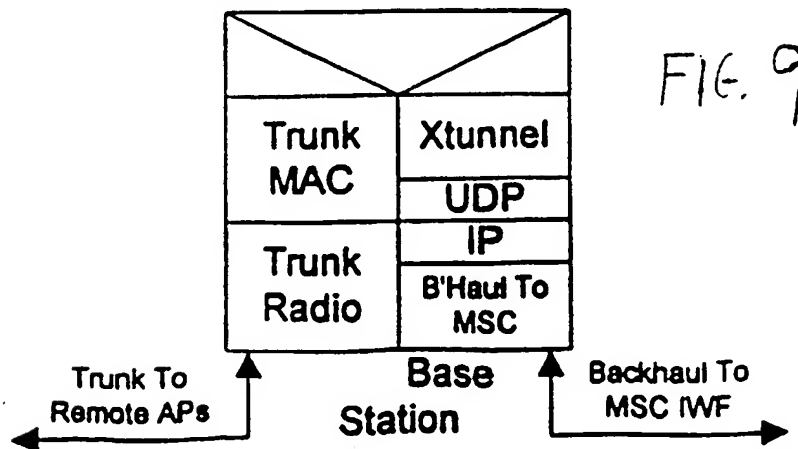 FIG. 9
Trunk
MAC
Xtunnel
UDP
IP
Trunk
Radio
B'Haul To
MSC
Trunk To
Remote APs
Base
Station
Backhaul To
MSC IWF